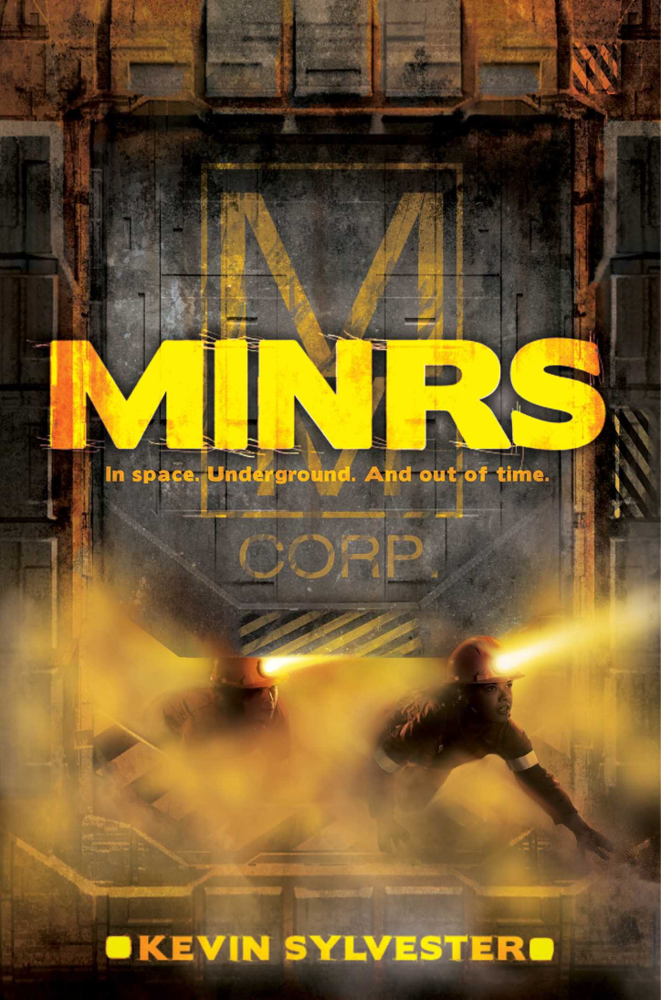 M
MINRS
M
In space. Underground. And out of time.
CORP.
KEVIN SYLVESTER